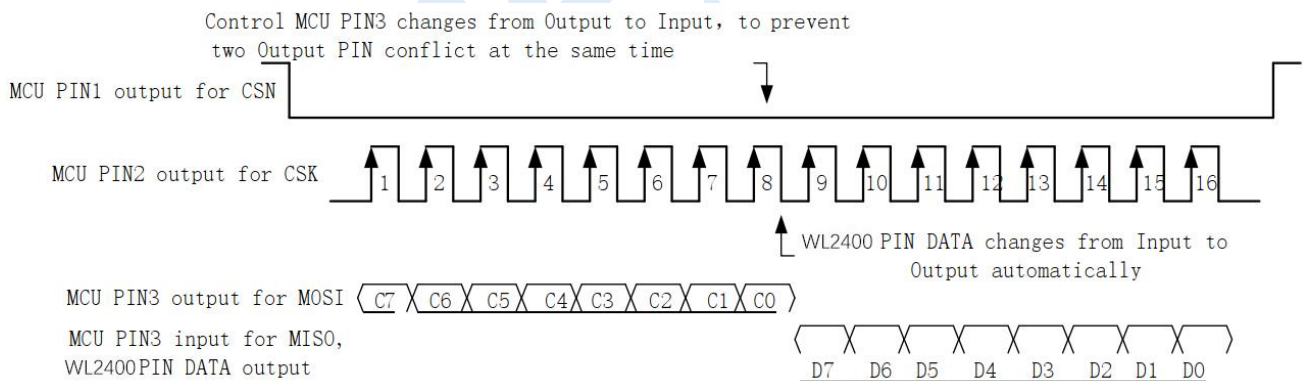 Control MCU PIN3 changes from Output to Input, to prevent
two Output PIN conflict at the same time
MCU PIN1 output for CSN
MCU PIN2 output for CSK
1 2 3 4 5 6 7 8 9 10 11 12 13 14 15 16
WL2400 PIN DATA changes from Input to
Output automatically
MCU PIN3 output for MOSI C7 C6 C5 C4 C3 C2 C1 C0
MCU PIN3 input for MISO,
WL2400PIN DATA output
D7 D6 D5 D4 D3 D2 D1 D0